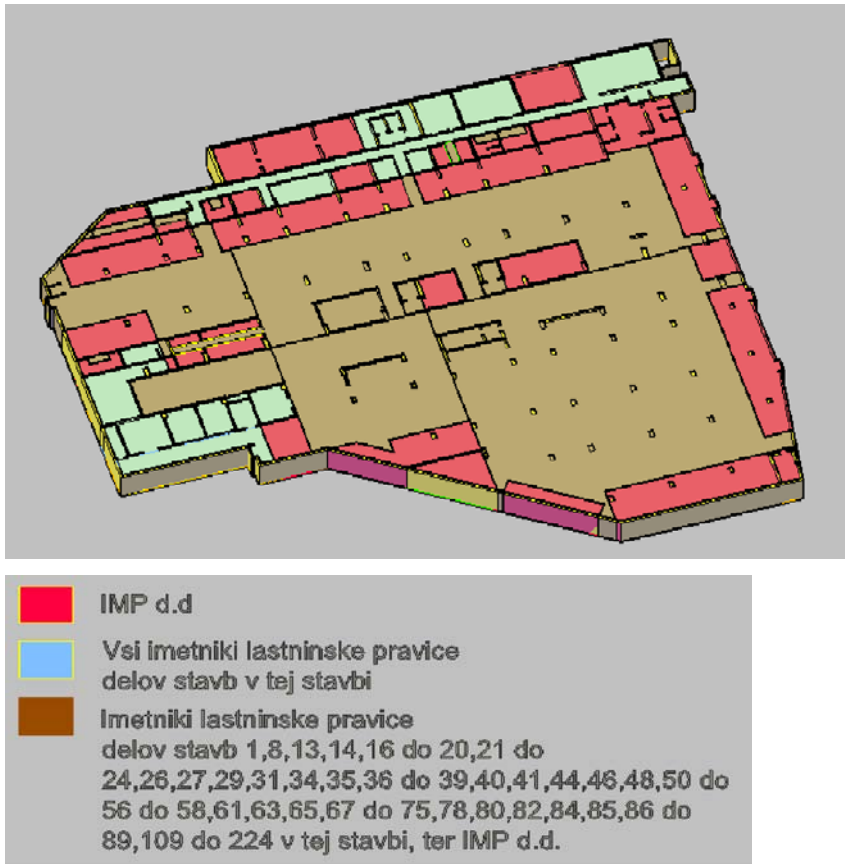 IMP d.d
Vsi imetniki lastninske pravice
delov stavb v tej stavbi
Imetniki lastninske pravice
delov stavb 1,8,13,14,16 do 20,21 do
24,26,27,29,31,34,35,36 do 39,40,41,44,46,48,50 do
56 do 58,61,63,65,67 do 75,78,80,82,84,85,86 do
89,109 do 224 v tej stavbi, ter IMP d.d.